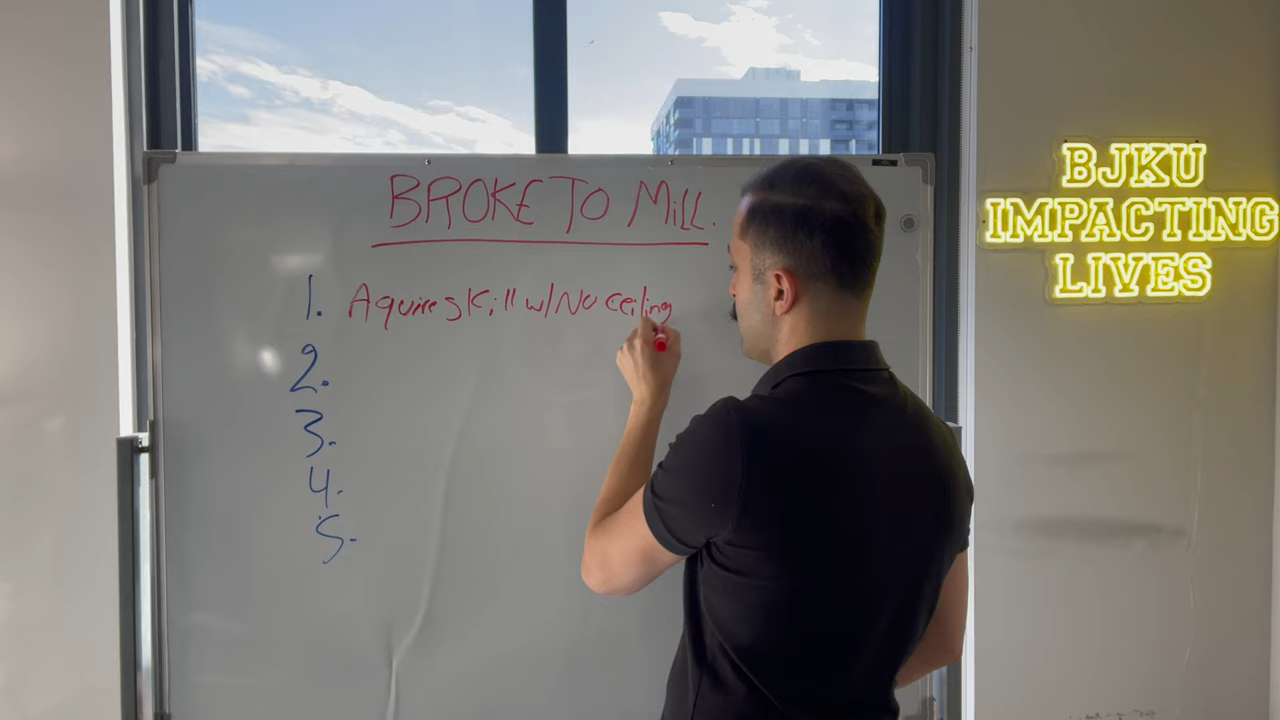 BROKE TO MILL.
1. Aquire skill w/ No ceiling
2.
3.
4.
5.
BJKU
IMPACTING
LIVES